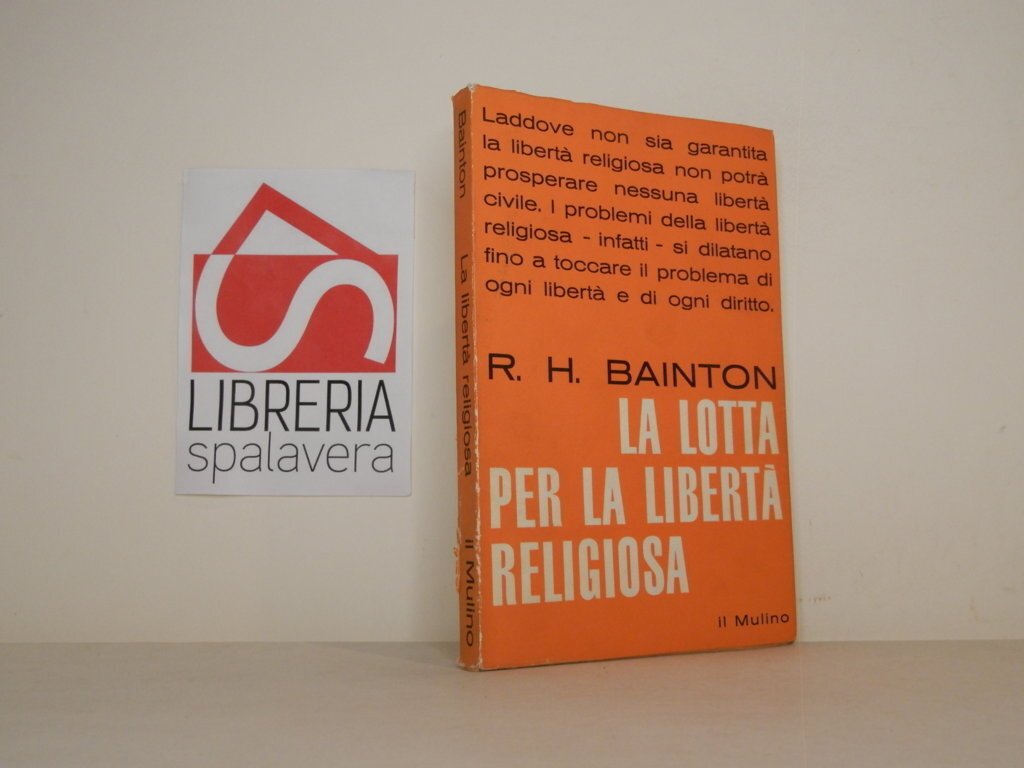 LIBRERIA
spalavera
Bainton La libertà religiosa il Mulino
Laddove non sia garantita
la libertà religiosa non potrà
prosperare nessuna libertà
civile. I problemi della libertà
religiosa - infatti - si dilatano
fino a toccare il problema di
ogni libertà e di ogni diritto.
R. H. BAINTON
LA LOTTA
PER LA LIBERTÀ
RELIGIOSA
il Mulino